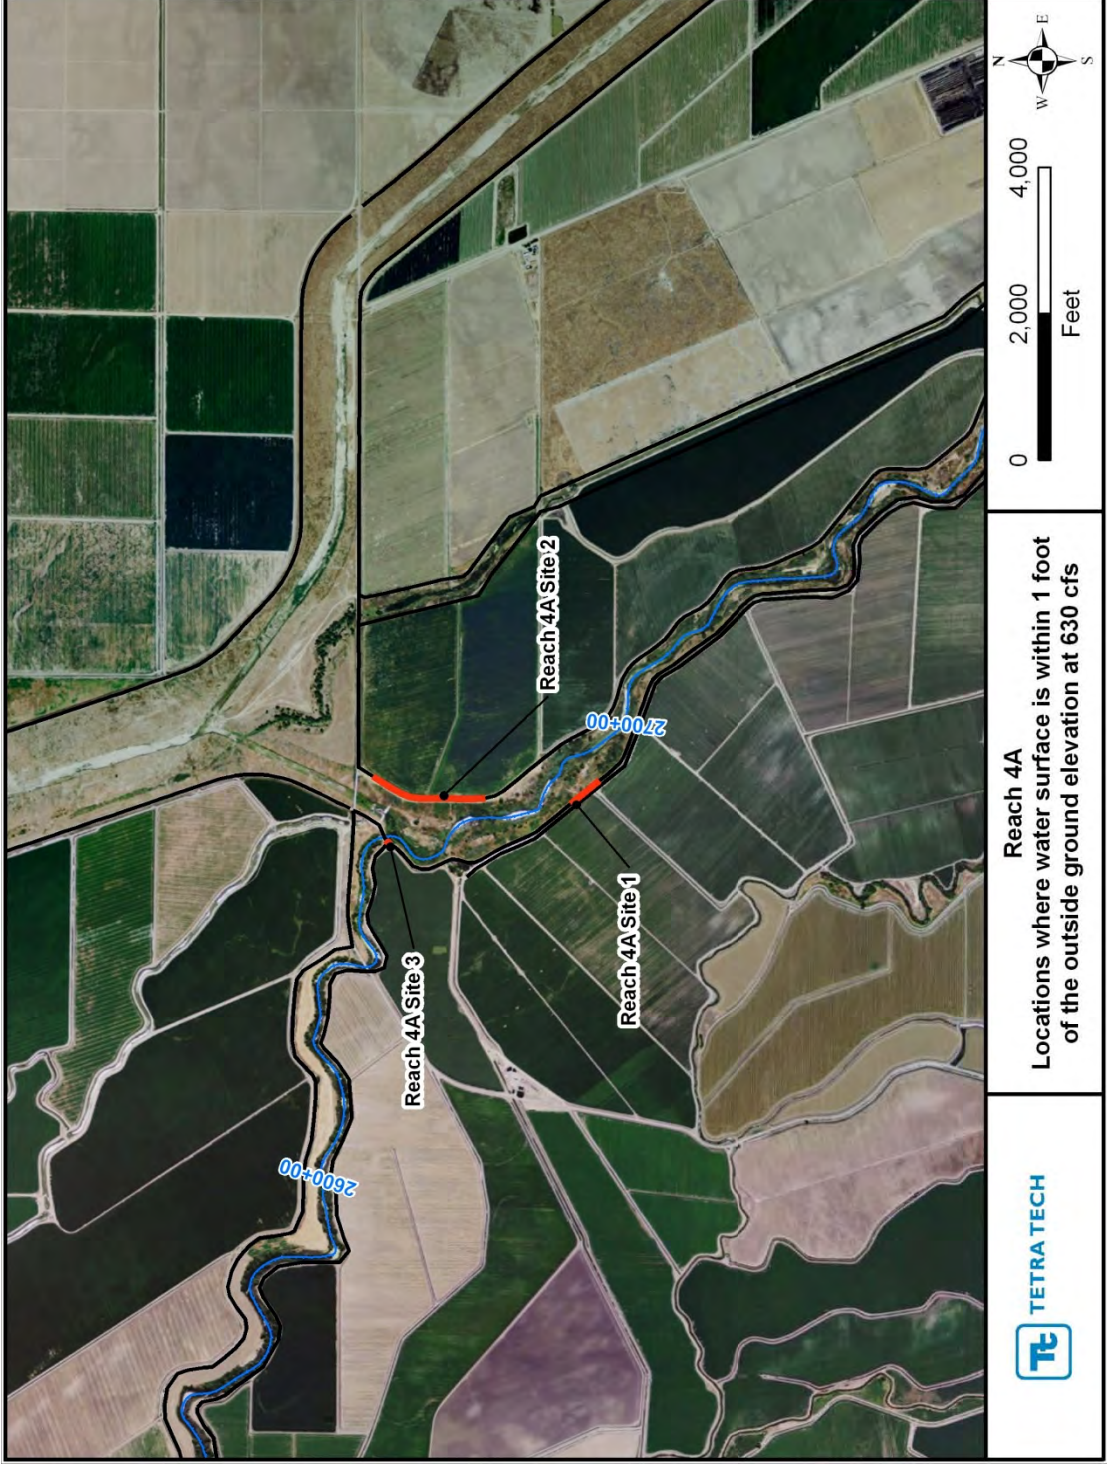 Reach 4A Site 2
2700+00
Reach 4A Site 1
Reach 4A Site 3
2600+00
TETRA TECH
Tt
Reach 4A
Locations where water surface is within 1 foot
of the outside ground elevation at 630 cfs
0 2,000 4,000
Feet
N
W E
S